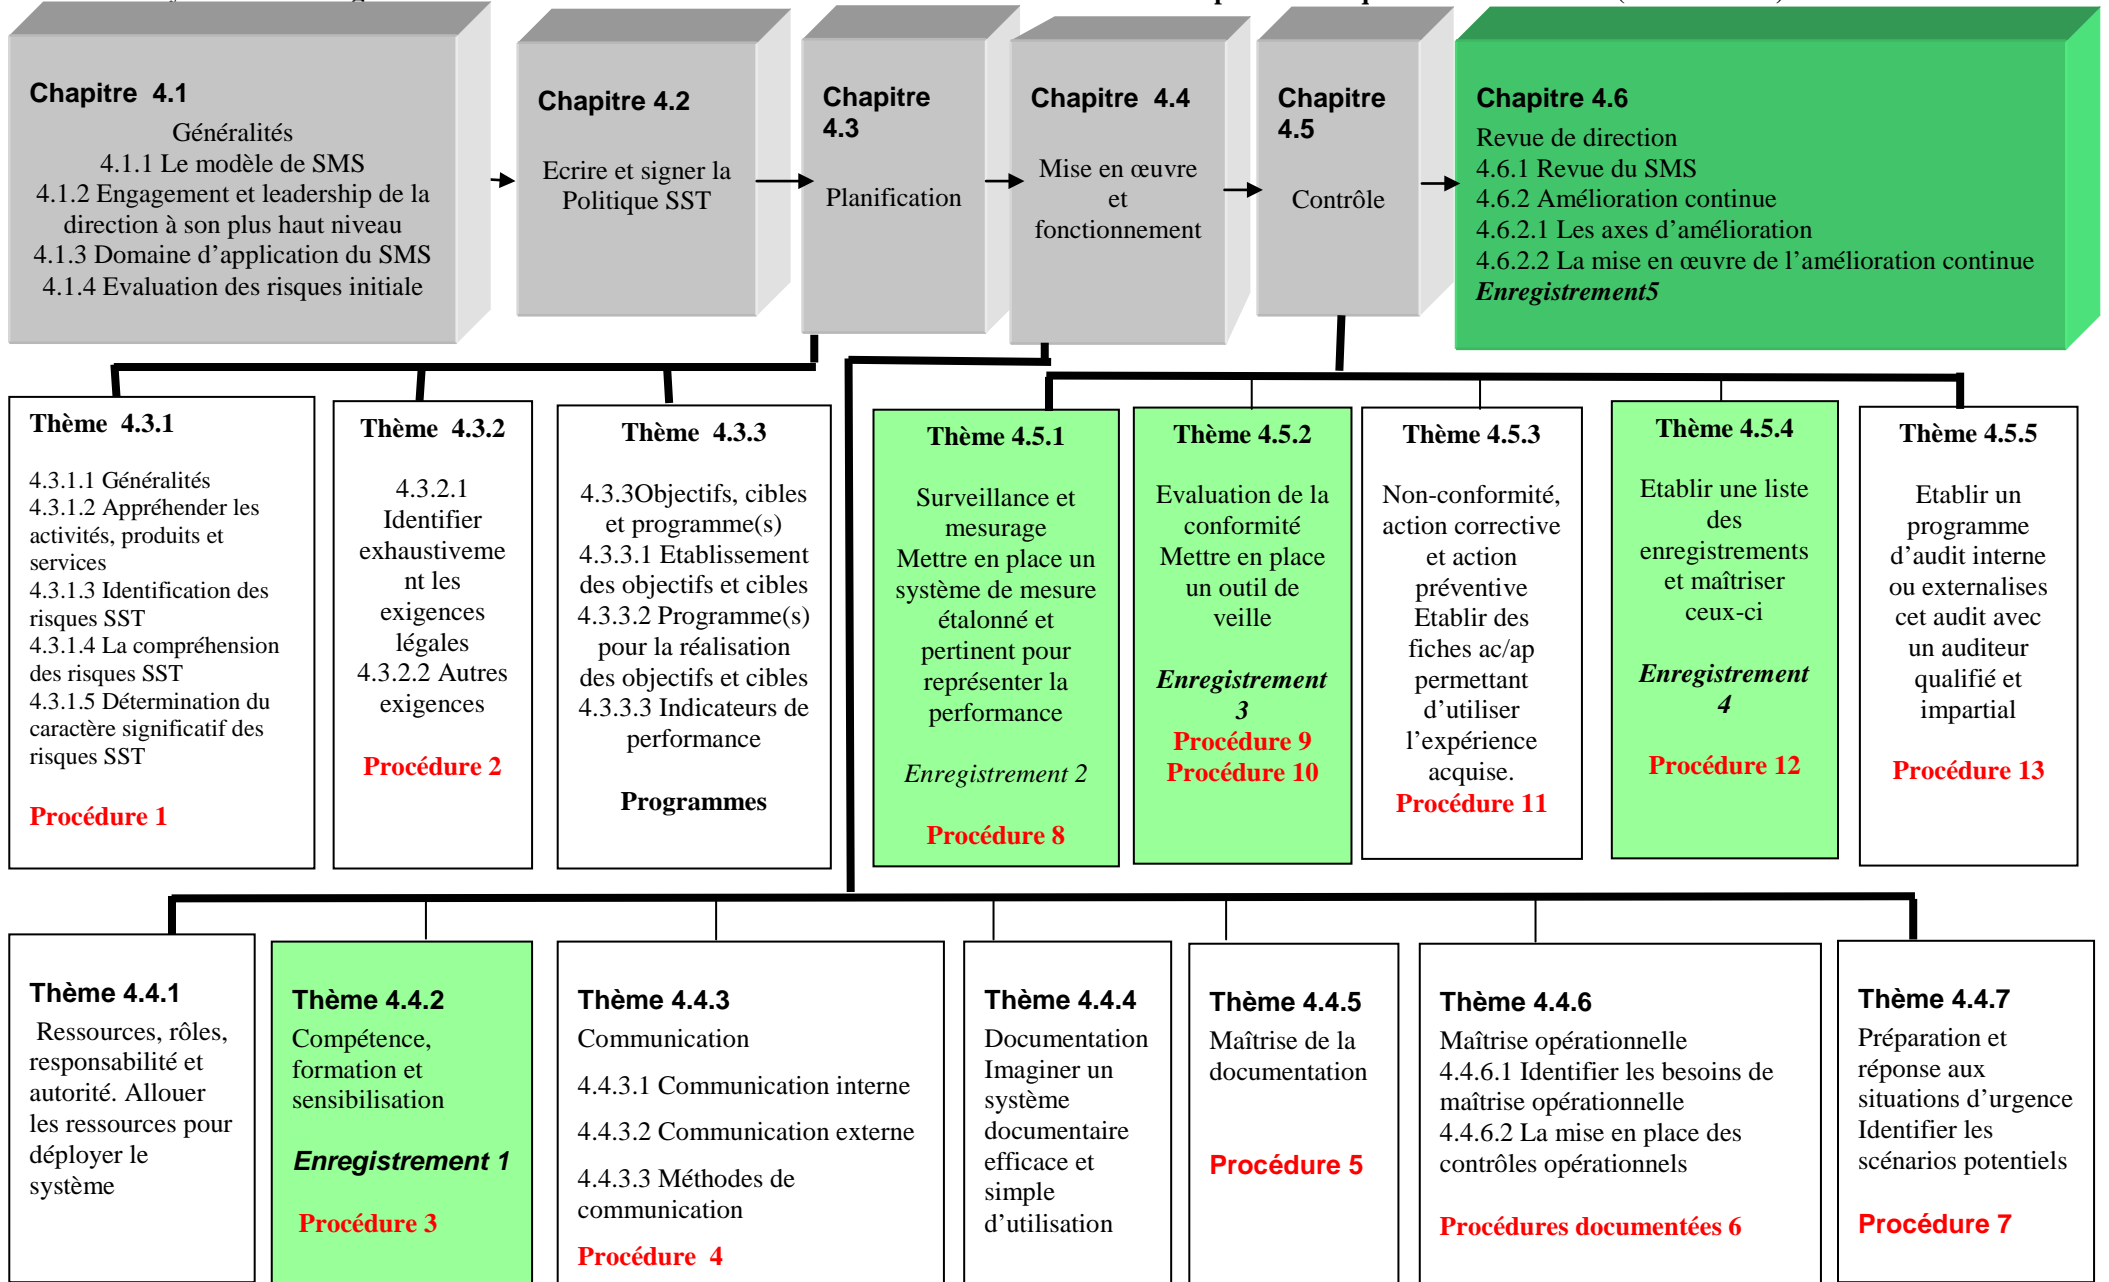 Chapitre 4.1
Généralités
4.1.1 Le modèle de SMS
4.1.2 Engagement et leadership de la
direction à son plus haut niveau
4.1.3 Domaine d'application du SMS
4.1.4 Evaluation des risques initiale
Chapitre 4.2
Ecrire et signer la
Politique SST
Chapitre
4.3
Planification
Chapitre 4.4
Mise en œuvre
et
fonctionnement
Chapitre
4.5
Contrôle
Chapitre 4.6
Revue de direction
4.6.1 Revue du SMS
4.6.2 Amélioration continue
4.6.2.1 Les axes d'amélioration
4.6.2.2 La mise en œuvre de l'amélioration continue
Enregistrement5
Thème 4.3.1
4.3.1.1 Généralités
4.3.1.2 Appréhender les
activités, produits et
services
4.3.1.3 Identification des
risques SST
4.3.1.4 La compréhension
des risques SST
4.3.1.5 Détermination du
caractère significatif des
risques SST
Procédure 1
Thème 4.3.2
4.3.2.1
Identifier
exhaustiveme
nt les
exigences
légales
4.3.2.2 Autres
exigences
Procédure 2
Thème 4.3.3
4.3.3Objectifs, cibles
et programme(s)
4.3.3.1 Etablissement
des objectifs et cibles
4.3.3.2 Programme(s)
pour la réalisation
des objectifs et cibles
4.3.3.3 Indicateurs de
performance
Programmes
Thème 4.5.1
Surveillance et
mesurage
Mettre en place un
système de mesure
étalonné et
pertinent pour
représenter la
performance
Enregistrement 2
Procédure 8
Thème 4.5.2
Evaluation de la
conformité
Mettre en place
un outil de
veille
Enregistrement
3
Procédure 9
Procédure 10
Thème 4.5.3
Non-conformité,
action corrective
et action
préventive
Etablir des
fiches ac/ap
permettant
d'utiliser
l'expérience
acquise.
Procédure 11
Thème 4.5.4
Etablir une liste
des
enregistrements
et maîtriser
ceux-ci
Enregistrement
4
Procédure 12
Thème 4.5.5
Etablir un
programme
d'audit interne
ou externalises
cet audit avec
un auditeur
qualifié et
impartial
Procédure 13
Thème 4.4.1
Ressources, rôles,
responsabilité et
autorité. Allouer
les ressources pour
déployer le
système
Thème 4.4.2
Compétence,
formation et
sensibilisation
Enregistrement 1
Procédure 3
Thème 4.4.3
Communication
4.4.3.1 Communication interne
4.4.3.2 Communication externe
4.4.3.3 Méthodes de
communication
Procédure 4
Thème 4.4.4
Documentation
Imaginer un
système
documentaire
efficace et
simple
d'utilisation
Thème 4.4.5
Maîtrise de la
documentation
Procédure 5
Thème 4.4.6
Maîtrise opérationnelle
4.4.6.1 Identifier les besoins de
maîtrise opérationnelle
4.4.6.2 La mise en place des
contrôles opérationnels
Procédures documentées 6
Thème 4.4.7
Préparation et
réponse aux
situations d'urgence
Identifier les
scénarios potentiels
Procédure 7